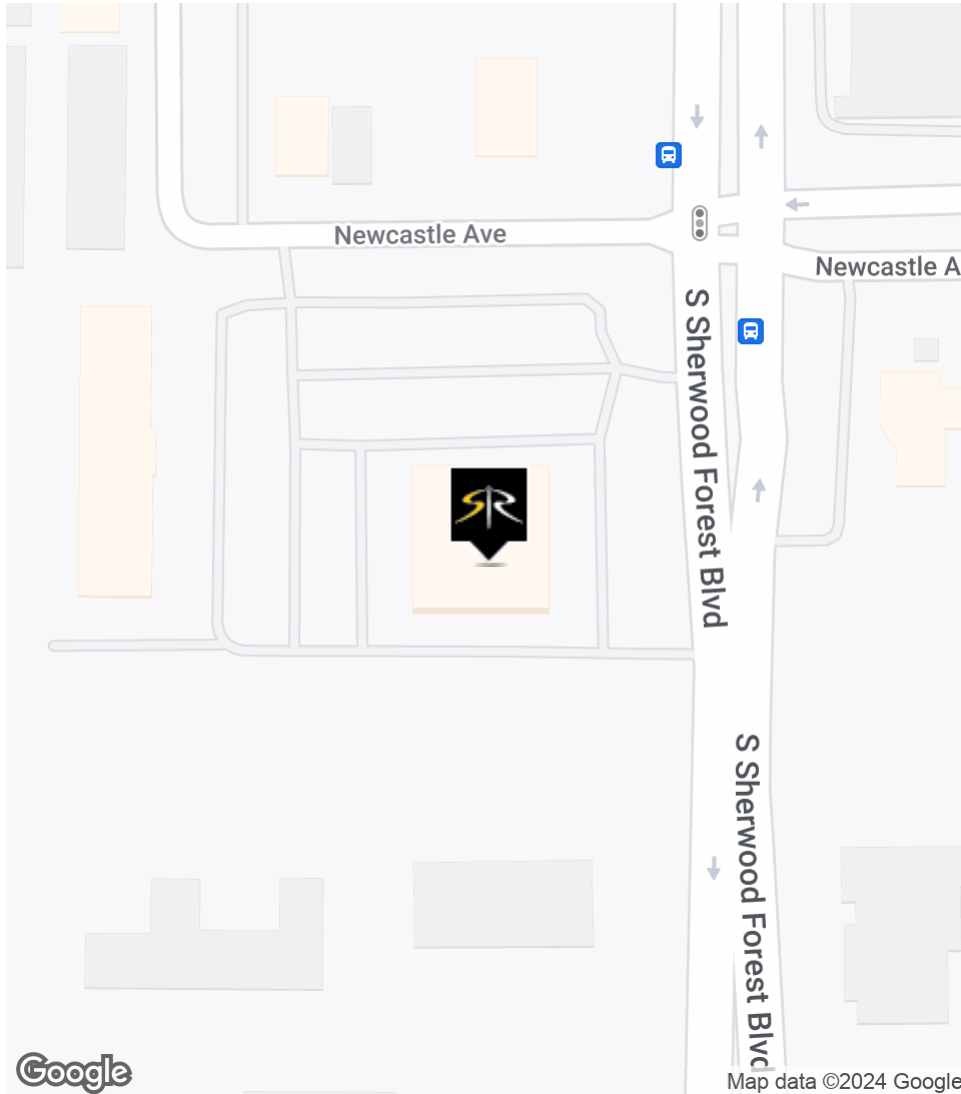 Newcastle Ave
Newcastle A
S Sherwood Forest Blvd
SR
S Sherwood Forest Blvd
Google
Map data ©2024 Google